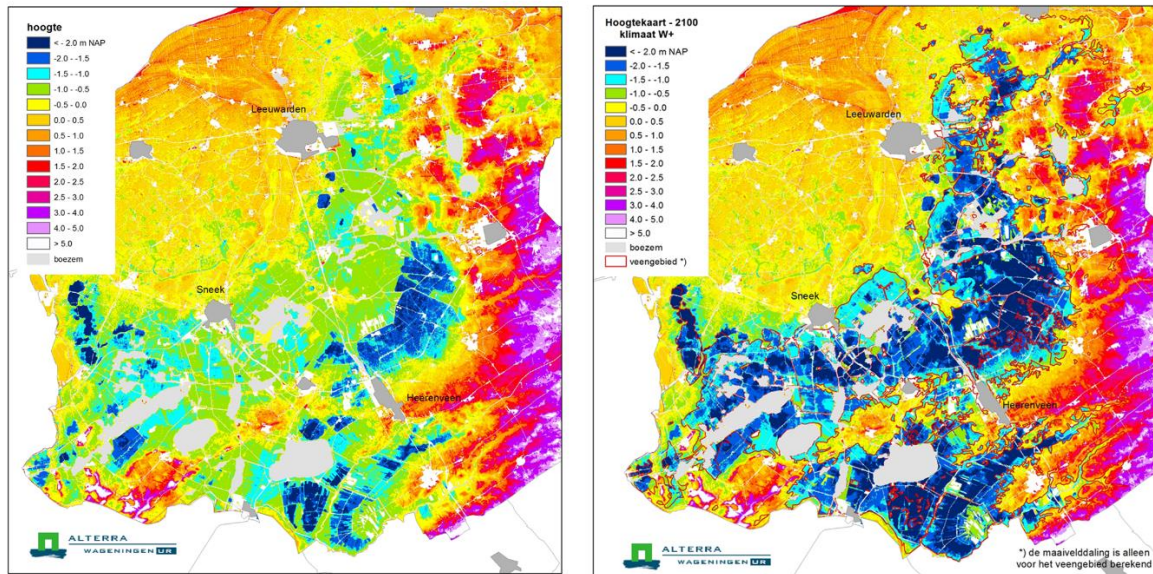 hoogte
< - 2.0 m NAP
-2.0 - -1.5
-1.5 - -1.0
-1.0 - -0.5
-0.5 - 0.0
0.0 - 0.5
0.5 - 1.0
1.0 - 1.5
1.5 - 2.0
2.0 - 2.5
2.5 - 3.0
3.0 - 4.0
4.0 - 5.0
> 5.0
boezem
Leeuwarden
Sneek
Heerenveen
ALTERRA
WAGENINGEN UR
Hoogtekaart - 2100
klimaat W+
< - 2.0 m NAP
-2.0 - -1.5
-1.5 - -1.0
-1.0 - -0.5
-0.5 - 0.0
0.0 - 0.5
0.5 - 1.0
1.0 - 1.5
1.5 - 2.0
2.0 - 2.5
2.5 - 3.0
3.0 - 4.0
4.0 - 5.0
> 5.0
boezem
veengebied *)
Leeuwarden
Sneek
Heerenveen
ALTERRA
WAGENINGEN UR
*) de maaivelddaling is alleen
voor het veengebied berekend